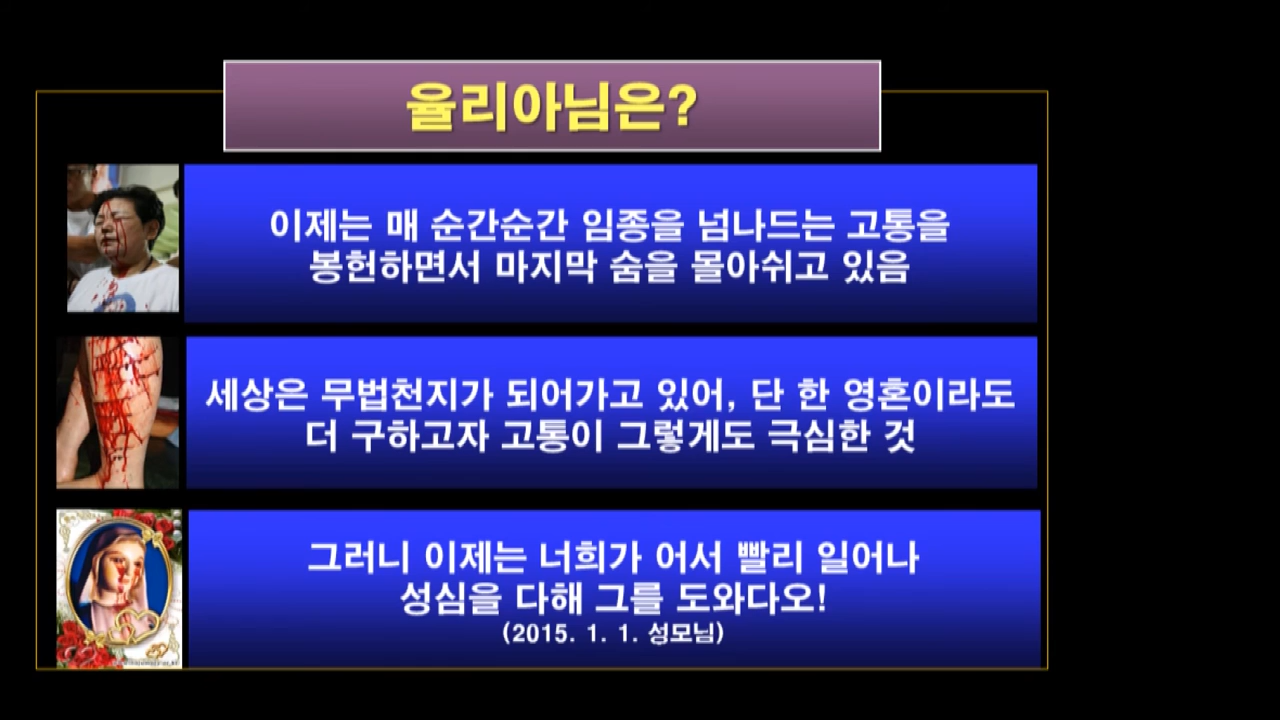 율리아님은?
이제는 매 순간순간 임종을 넘나드는 고통을
봉헌하면서 마지막 숨을 몰아쉬고 있음
세상은 무법천지가 되어가고 있어, 단 한 영혼이라도
더 구하고자 고통이 그렇게도 극심한 것
그러니 이제는 너희가 어서 빨리 일어나
성심을 다해 그를 도와다오!
(2015. 1. 1. 성모님)